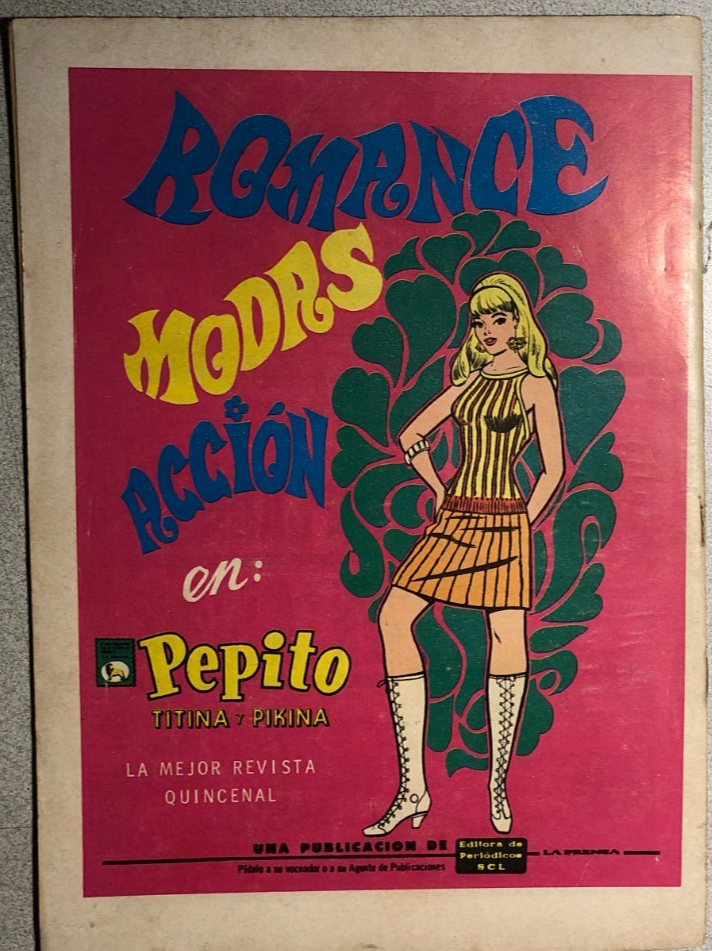 ROMANCE
MODAS
ACCIÓN
en:
Pepito
TITINA Y PIKINA
LA MEJOR REVISTA
QUINCENAL
UNA PUBLICACION DE
Editora de
Periódicos
SCL
LA PRENSA
Pídalo a su voceador o a su Agente de Publicaciones